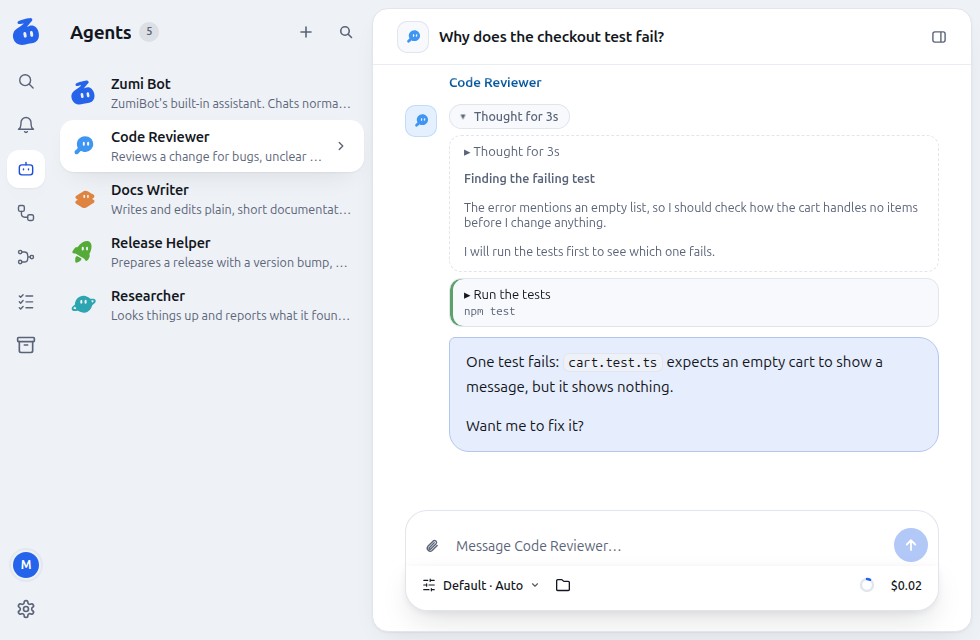 Agents 5
Zumi Bot
ZumiBot's built-in assistant. Chats norma…
Code Reviewer
Reviews a change for bugs, unclear …
Docs Writer
Writes and edits plain, short documentat…
Release Helper
Prepares a release with a version bump, …
Researcher
Looks things up and reports what it foun…
M
Why does the checkout test fail?
Code Reviewer
Thought for 3s
Thought for 3s
Finding the failing test
The error mentions an empty list, so I should check how the cart handles no items
before I change anything.
I will run the tests first to see which one fails.
Run the tests
npm test
One test fails: cart.test.ts expects an empty cart to show a
message, but it shows nothing.
Want me to fix it?
Message Code Reviewer…
Default · Auto
$0.02